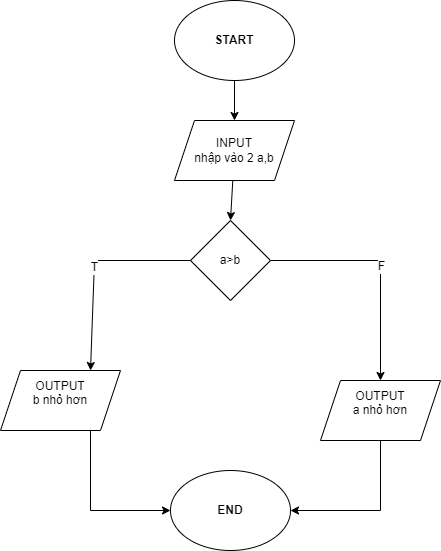 START
INPUT
nhập vào 2 a,b
a>b
T
F
OUTPUT
b nhỏ hơn
OUTPUT
a nhỏ hơn
END